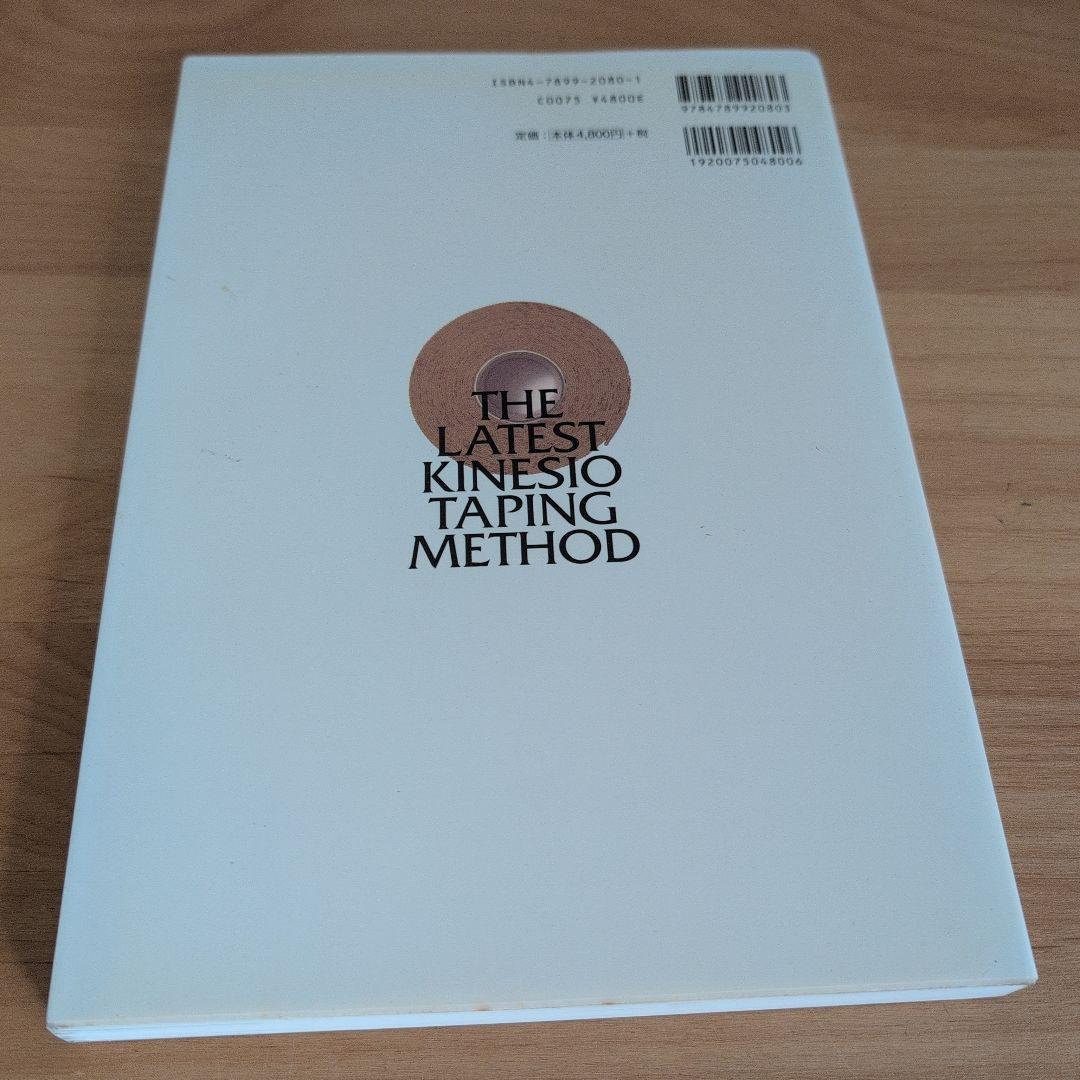 ISBN4-7899-2080-1
C0075 ¥4800E
定価:本体4,800円+税
9784789920803
1920075048006
THE
LATEST
KINESIO
TAPING
METHOD